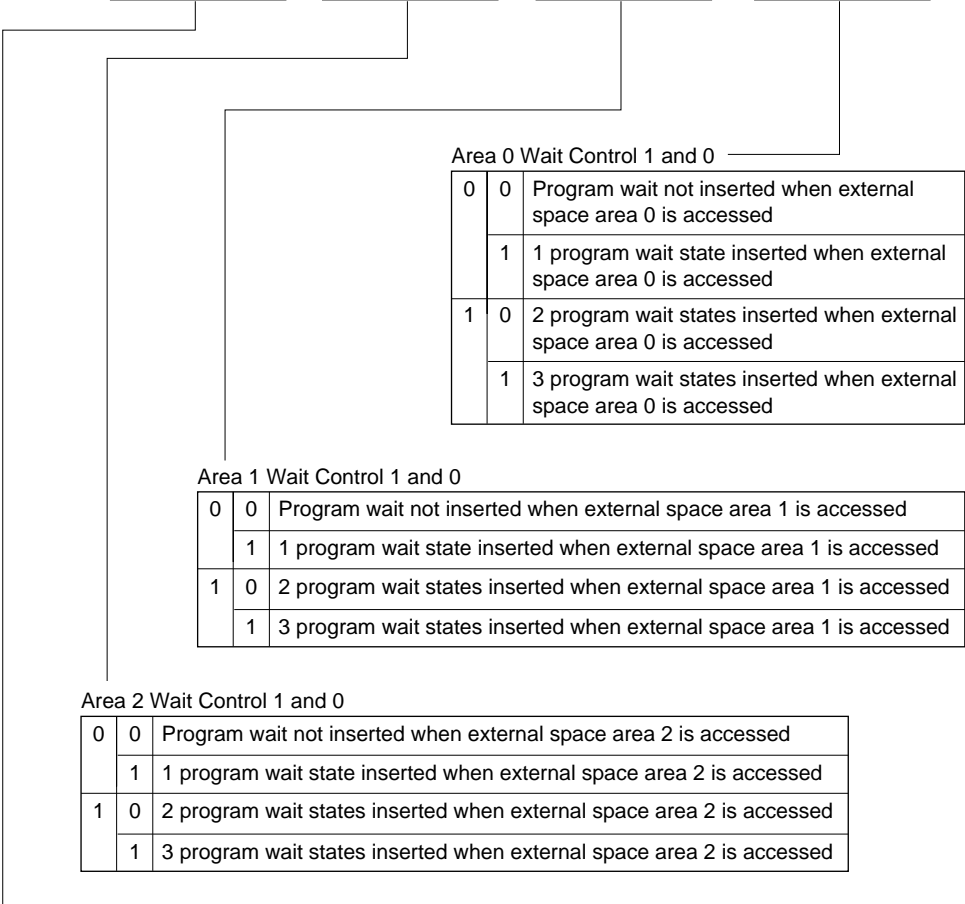 Area 0 Wait Control 1 and 0
0 0 Program wait not inserted when external
space area 0 is accessed
1 1 program wait state inserted when external
space area 0 is accessed
1 0 2 program wait states inserted when external
space area 0 is accessed
1 3 program wait states inserted when external
space area 0 is accessed
Area 1 Wait Control 1 and 0
0 0 Program wait not inserted when external space area 1 is accessed
1 1 program wait state inserted when external space area 1 is accessed
1 0 2 program wait states inserted when external space area 1 is accessed
1 3 program wait states inserted when external space area 1 is accessed
Area 2 Wait Control 1 and 0
0 0 Program wait not inserted when external space area 2 is accessed
1 1 program wait state inserted when external space area 2 is accessed
1 0 2 program wait states inserted when external space area 2 is accessed
1 3 program wait states inserted when external space area 2 is accessed